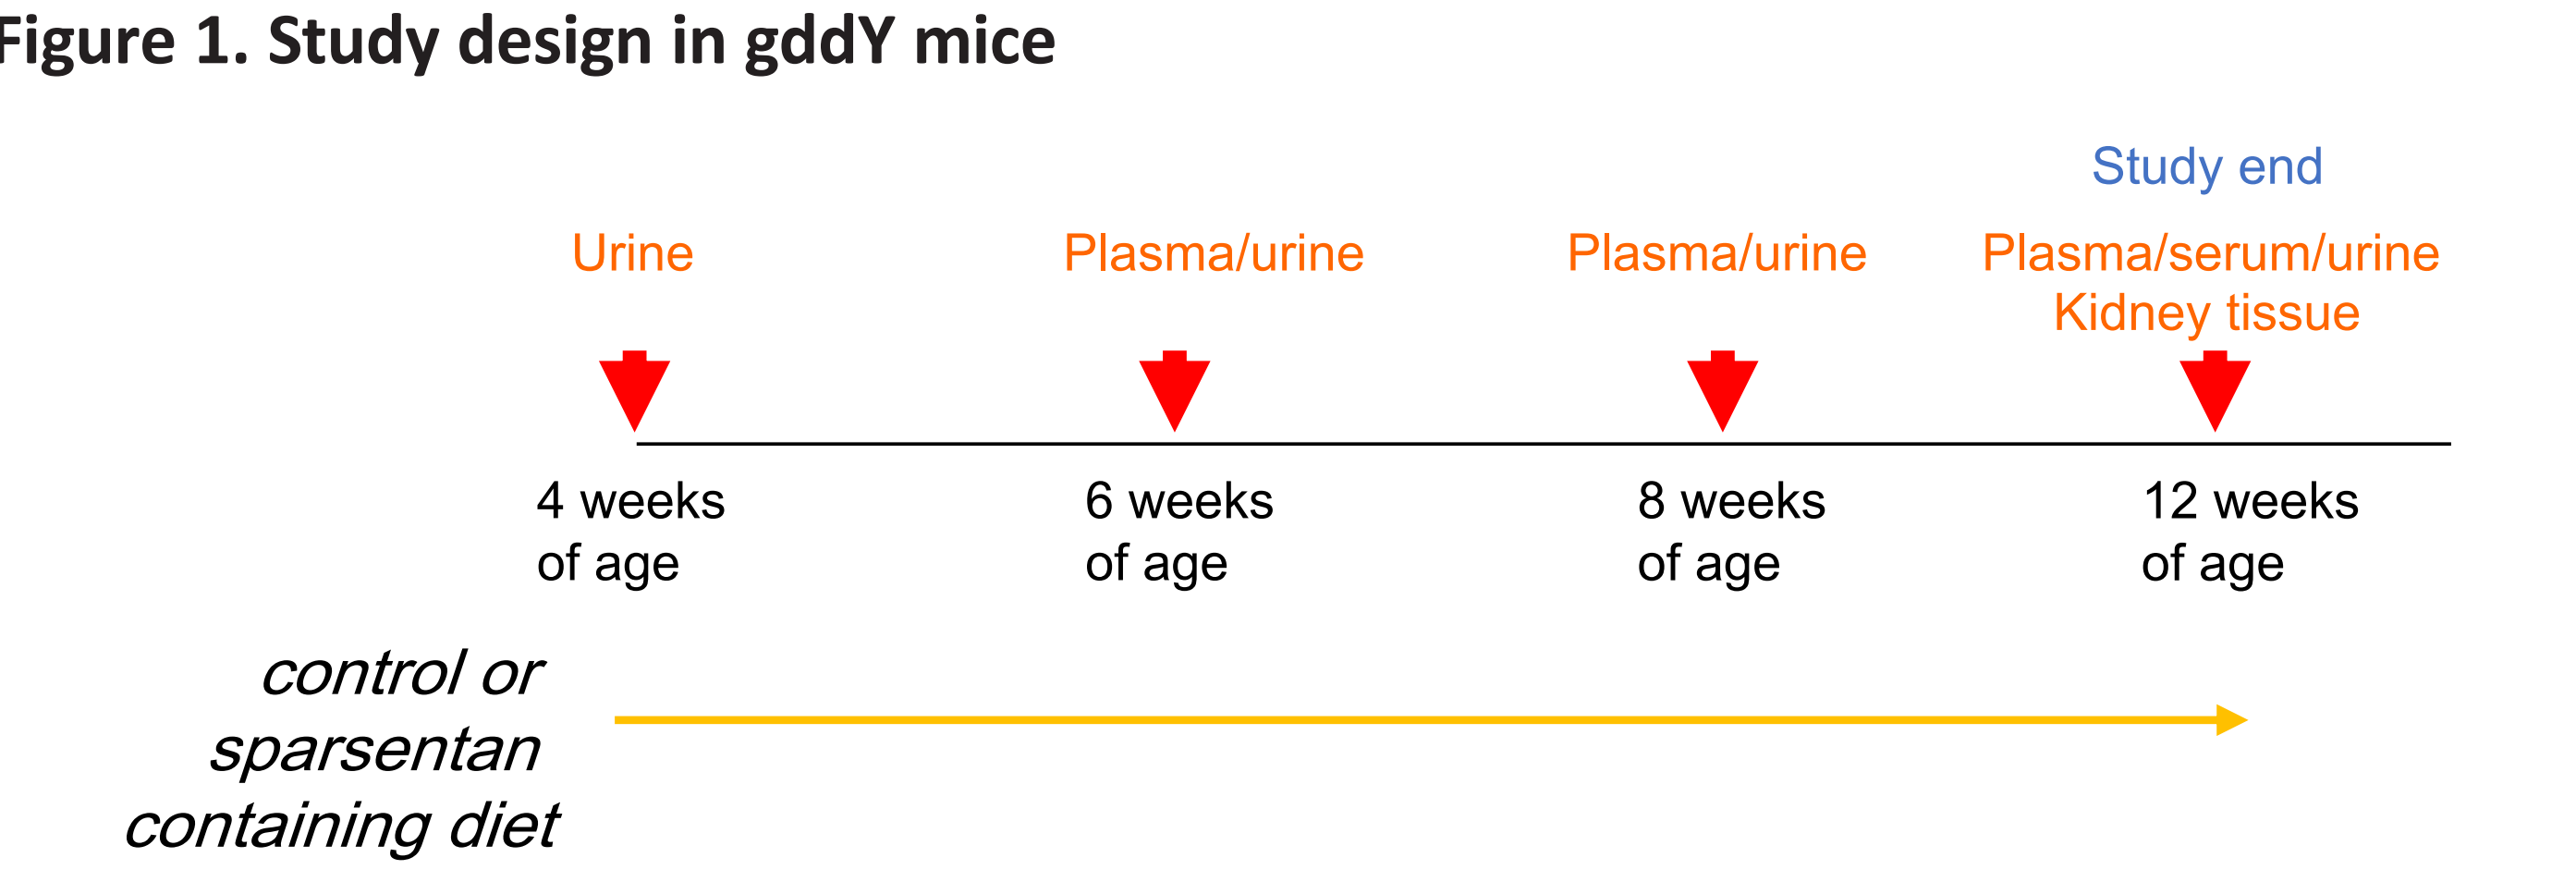 Figure 1. Study design in gddY mice
Study end
Urine
Plasma/urine
Plasma/urine
Plasma/serum/urine
Kidney tissue
4 weeks
of age
6 weeks
of age
8 weeks
of age
12 weeks
of age
control or
sparsentan
containing diet